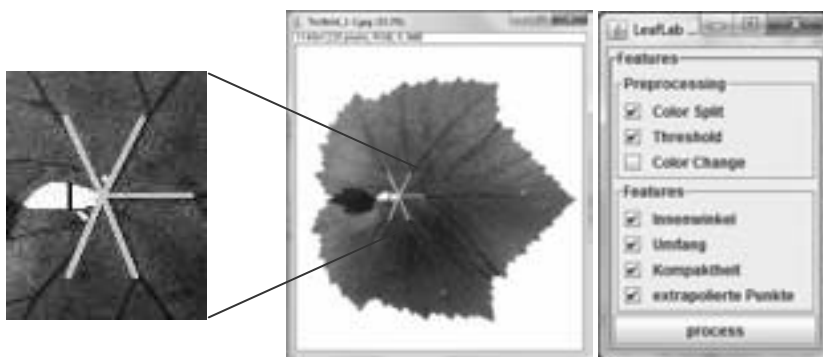 LeafLab ...
Features
Preprocessing
Color Split
Threshold
Color Change
Features
Innenwinkel
Umfang
Kompaktheit
extrapolierte Punkte
process